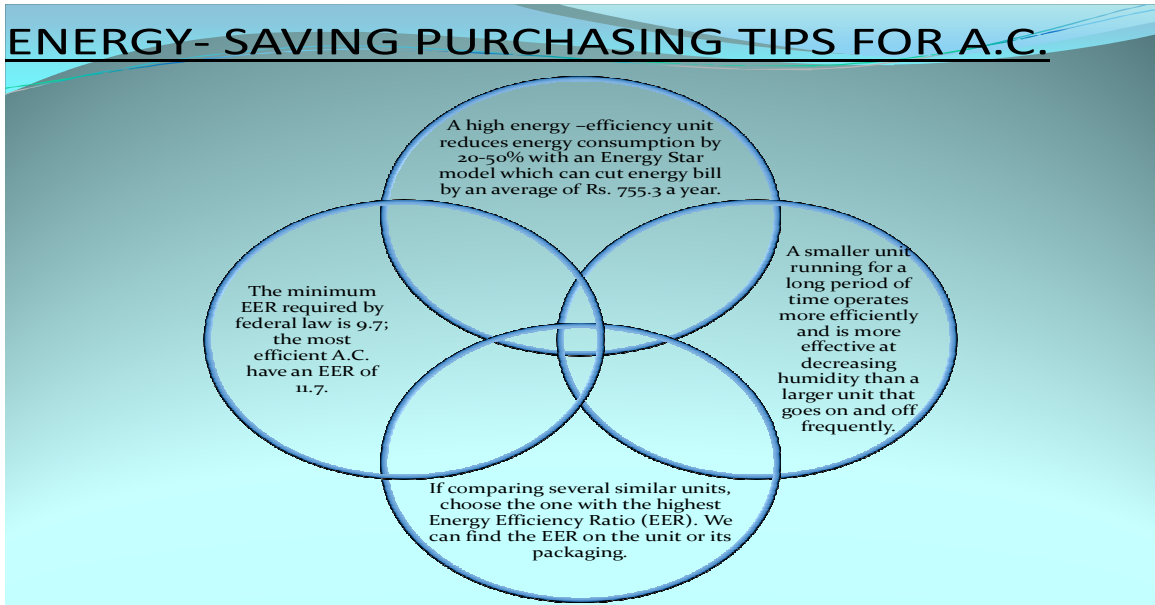 ENERGY- SAVING PURCHASING TIPS FOR A.C.
A high energy –efficiency unit
reduces energy consumption by
20-50% with an Energy Star
model which can cut energy bill
by an average of Rs. 755.3 a year.
The minimum
EER required by
federal law is 9.7;
the most
efficient A.C.
have an EER of
11.7.
A smaller unit
running for a
long period of
time operates
more efficiently
and is more
effective at
decreasing
humidity than a
larger unit that
goes on and off
frequently.
If comparing several similar units,
choose the one with the highest
Energy Efficiency Ratio (EER). We
can find the EER on the unit or its
packaging.